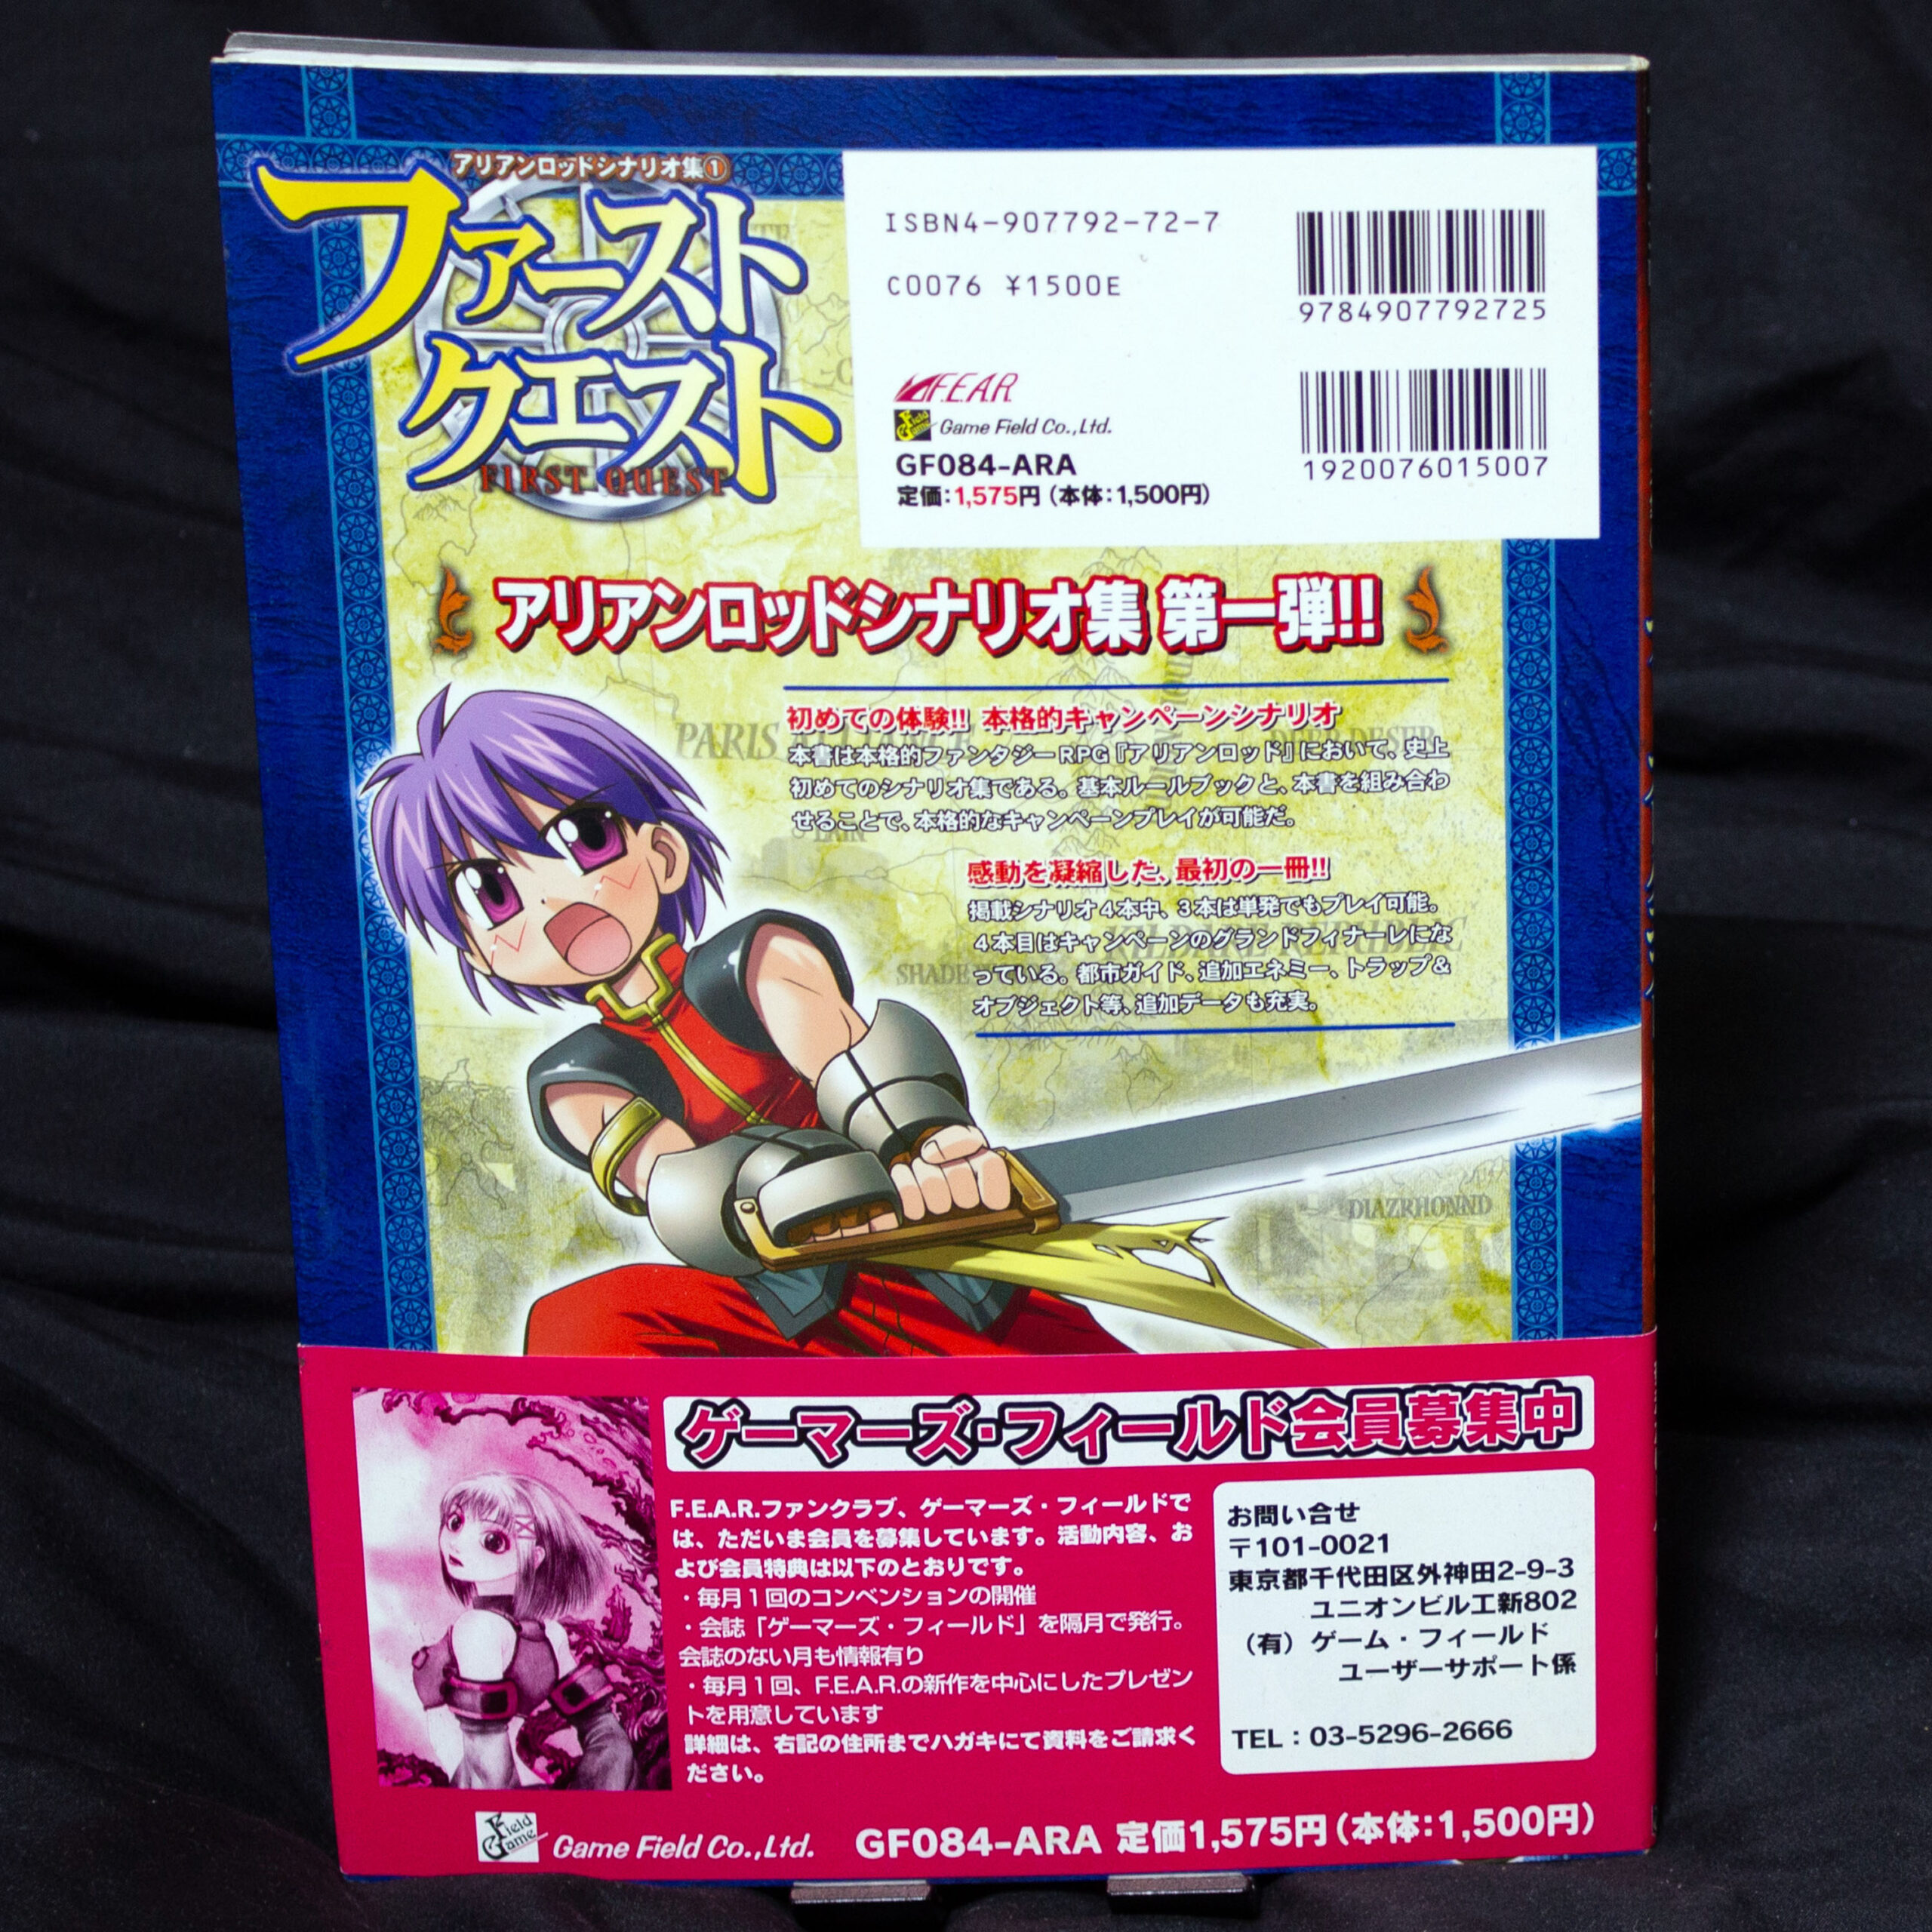 アリアンロッドシナリオ集①
ファースト
クエスト
FIRST QUEST
ISBN4-907792-72-7
C0076 ¥1500E
9784907792725
F.E.A.R.
Field Game
Game Field Co.,Ltd.
GF084-ARA
定価:1,575円(本体:1,500円)
1920076015007
アリアンロッドシナリオ集 第一弾!!
初めての体験!! 本格的キャンペーンシナリオ
本書は本格的ファンタジーRPG『アリアンロッド』において、史上
初めてのシナリオ集である。基本ルールブックと、本書を組み合わ
せることで、本格的なキャンペーンプレイが可能だ。
感動を凝縮した、最初の一冊!!
掲載シナリオ4本中、3本は単発でもプレイ可能。
4本目はキャンペーンのグランドフィナーレにな
っている。都市ガイド、追加エネミー、トラップ&
オブジェクト等、追加データも充実。
PARIS
SHADE
DIAZRHONND
ゲーマーズ・フィールド会員募集中
F.E.A.R.ファンクラブ、ゲーマーズ・フィールドで
は、ただいま会員を募集しています。活動内容、お
よび会員特典は以下のとおりです。
・毎月1回のコンベンションの開催
・会誌「ゲーマーズ・フィールド」を隔月で発行。
会誌のない月も情報有り
・毎月1回、F.E.A.R.の新作を中心にしたプレゼン
トを用意しています
詳細は、右記の住所までハガキにて資料をご請求く
ださい。
お問い合せ
〒101-0021
東京都千代田区外神田2-9-3
ユニオンビル工新802
(有)ゲーム・フィールド
ユーザーサポート係
TEL:03-5296-2666
Field Game
Game Field Co.,Ltd.
GF084-ARA 定価1,575円(本体:1,500円)